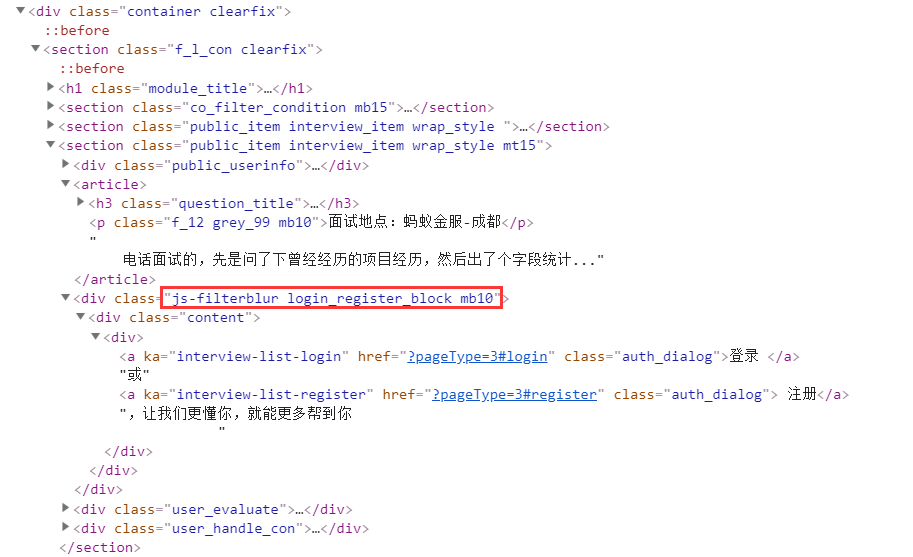 ▼<div class="container clearfix">
::before
▼<section class="f_l_con clearfix">
::before
▶<h1 class="module_title">…</h1>
▶<section class="co_filter_condition mb15">…</section>
▶<section class="public_item interview_item wrap_style ">…</section>
▼<section class="public_item interview_item wrap_style mt15">
▶<div class="public_userinfo">…</div>
▼<article>
▶<h3 class="question_title">…</h3>
<p class="f_12 grey_99 mb10">面试地点：蚂蚁金服-成都</p>
"
电话面试的，先是问了下曾经经历的项目经历，然后出了个字段统计..."
</article>
▼<div class="js-filterblur login_register_block mb10">
▼<div class="content">
▼<div>
<a ka="interview-list-login" href="?pageType=3#login" class="auth_dialog">登录 </a>
"或"
<a ka="interview-list-register" href="?pageType=3#register" class="auth_dialog"> 注册</a>
"，让我们更懂你，就能更多帮到你
"
</div>
</div>
</div>
▶<div class="user_evaluate">…</div>
▶<div class="user_handle_con">…</div>
</section>